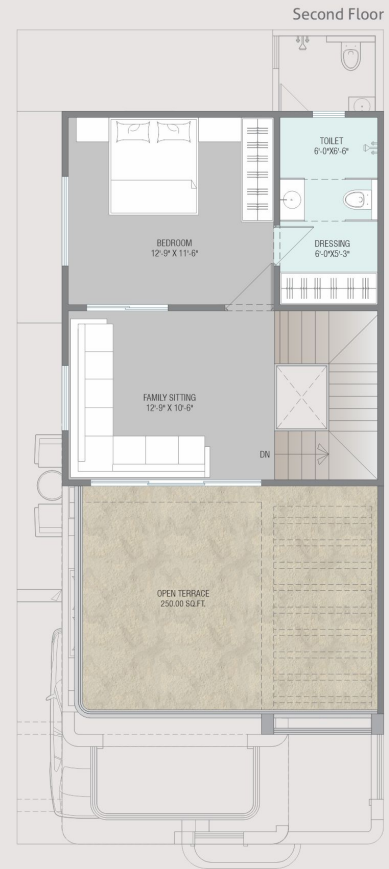 Second Floor
TOILET
6'-0"X6'-6"
BEDROOM
12'-9" X 11'-6"
DRESSING
6'-0"X5'-3"
FAMILY SITTING
12'-9" X 10'-6"
DN
OPEN TERRACE
250.00 SQ.FT.